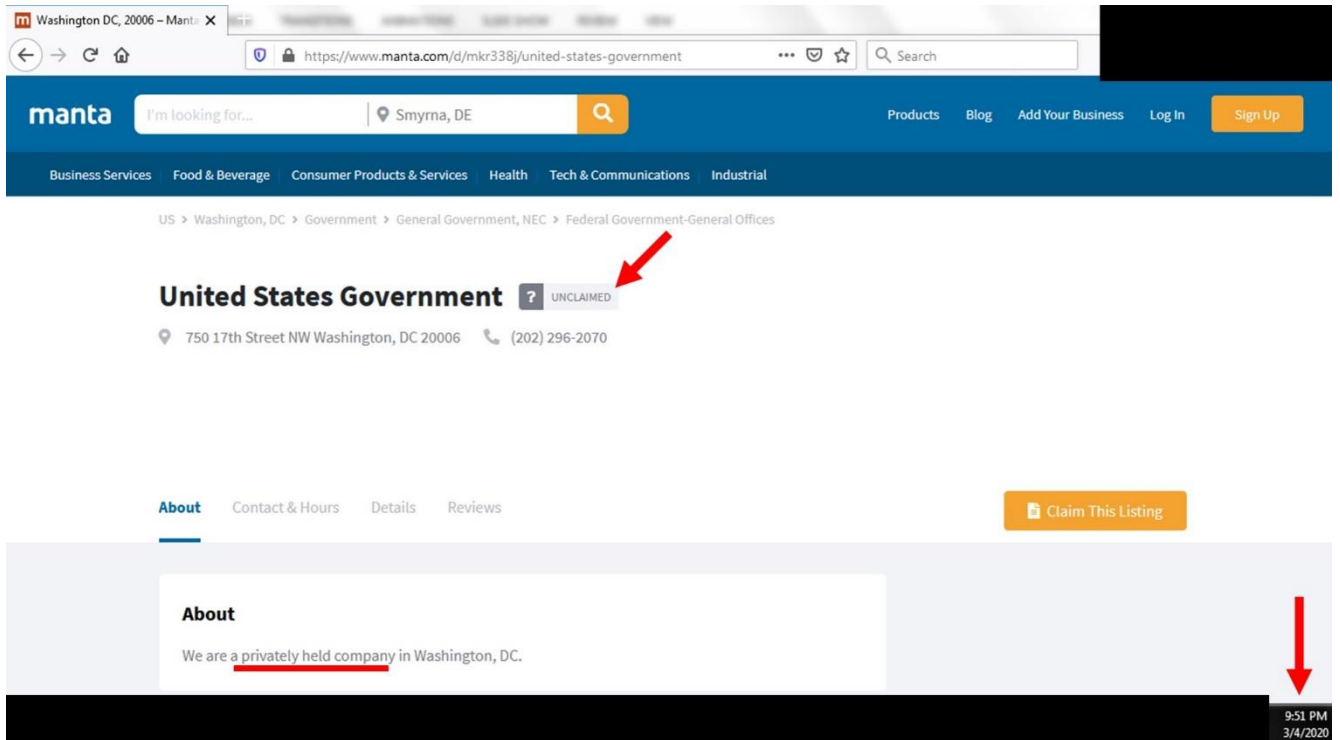 Washington DC, 20006 – Manta X
https://www.manta.com/d/mkr338j/united-states-government
Search
manta
I'm looking for...
Smyrna, DE
Products Blog Add Your Business Log In Sign Up
Business Services Food & Beverage Consumer Products & Services Health Tech & Communications Industrial
US > Washington, DC > Government > General Government, NEC > Federal Government-General Offices
United States Government ? UNCLAIMED
750 17th Street NW Washington, DC 20006 (202) 296-2070
About Contact & Hours Details Reviews
Claim This Listing
About
We are a privately held company in Washington, DC.
9:51 PM
3/4/2020